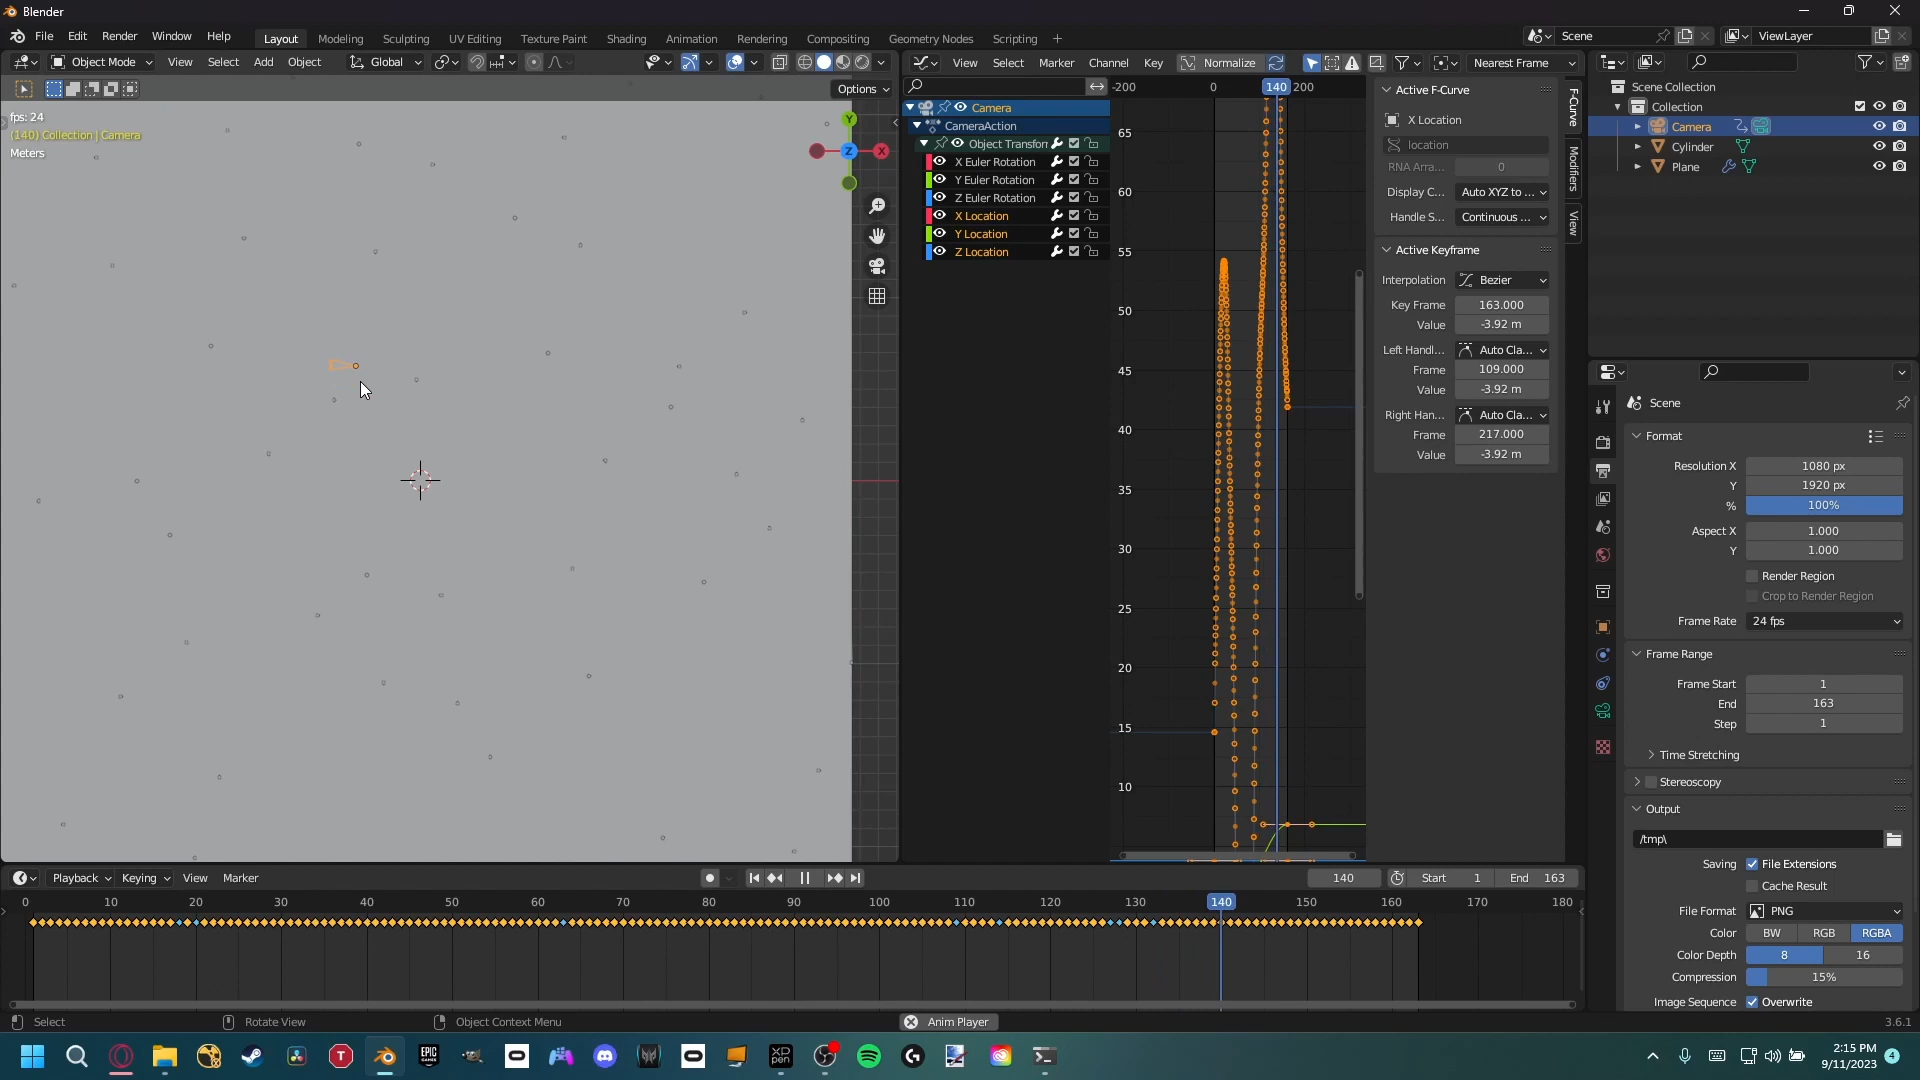 Blender
File Edit Render Window Help Layout Modeling Sculpting UV Editing Texture Paint Shading Animation Rendering Compositing Geometry Nodes Scripting + Scene ViewLayer
Object Mode View Select Add Object Global
Options
fps: 24
(140) Collection | Camera
Meters
Y
Z
X
View Select Marker Channel Key Normalize Nearest Frame
-200 0 140 200
Camera
CameraAction
Object Transform
X Euler Rotation
Y Euler Rotation
Z Euler Rotation
X Location
Y Location
Z Location
65
60
55
50
45
40
35
30
25
20
15
10
Active F-Curve
X Location
location
RNA Arra... 0
Display C... Auto XYZ to ...
Handle S... Continuous ...
Active Keyframe
Interpolation Bezier
Key Frame 163.000
Value -3.92 m
Left Handl... Auto Cla...
Frame 109.000
Value -3.92 m
Right Han... Auto Cla...
Frame 217.000
Value -3.92 m
F-Curve
Modifiers
View
Scene Collection
Collection
Camera
Cylinder
Plane
Scene
Format
Resolution X 1080 px
Y 1920 px
% 100%
Aspect X 1.000
Y 1.000
Render Region
Crop to Render Region
Frame Rate 24 fps
Frame Range
Frame Start 1
End 163
Step 1
Time Stretching
Stereoscopy
Output
/tmp\
Saving File Extensions
Cache Result
File Format PNG
Color BW RGB RGBA
Color Depth 8 16
Compression 15%
Image Sequence Overwrite
Playback Keying View Marker 140 Start 1 End 163
0 10 20 30 40 50 60 70 80 90 100 110 120 130 140 150 160 170 180
Select Rotate View Object Context Menu Anim Player 3.6.1
T EPIC GAMES XP PEN G 2:15 PM
9/11/2023 4